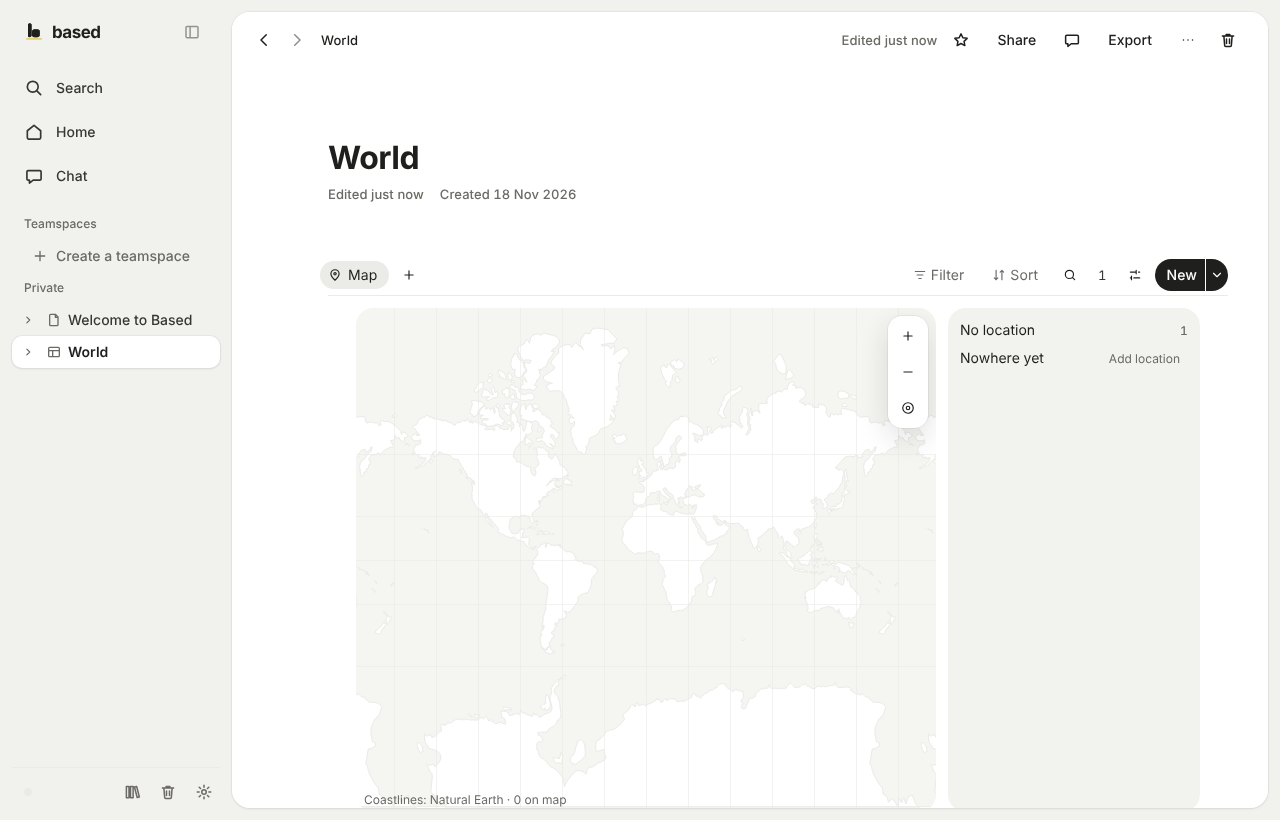 based
Search
Home
Chat
Teamspaces
Create a teamspace
Private
Welcome to Based
World
World
Edited just now
Share
Export
World
Edited just now Created 18 Nov 2026
Map
Filter
Sort
1
New
No location 1
Nowhere yet Add location
Coastlines: Natural Earth · 0 on map